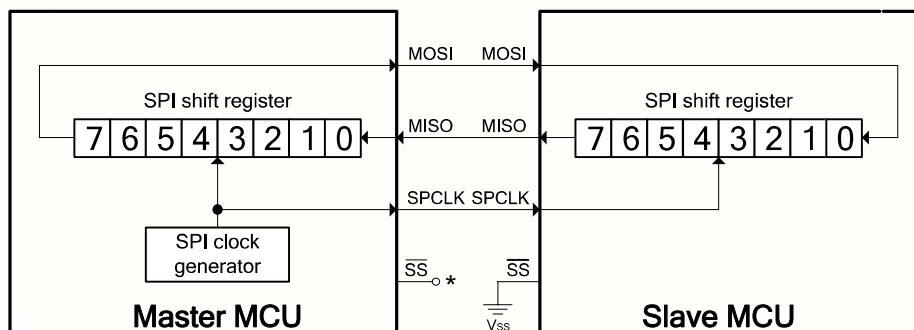 MOSI MOSI
SPI shift register SPI shift register
7 6 5 4 3 2 1 0 MISO MISO 7 6 5 4 3 2 1 0
SPCLK SPCLK
SPI clock
generator
SS * SS
Master MCU VSS Slave MCU